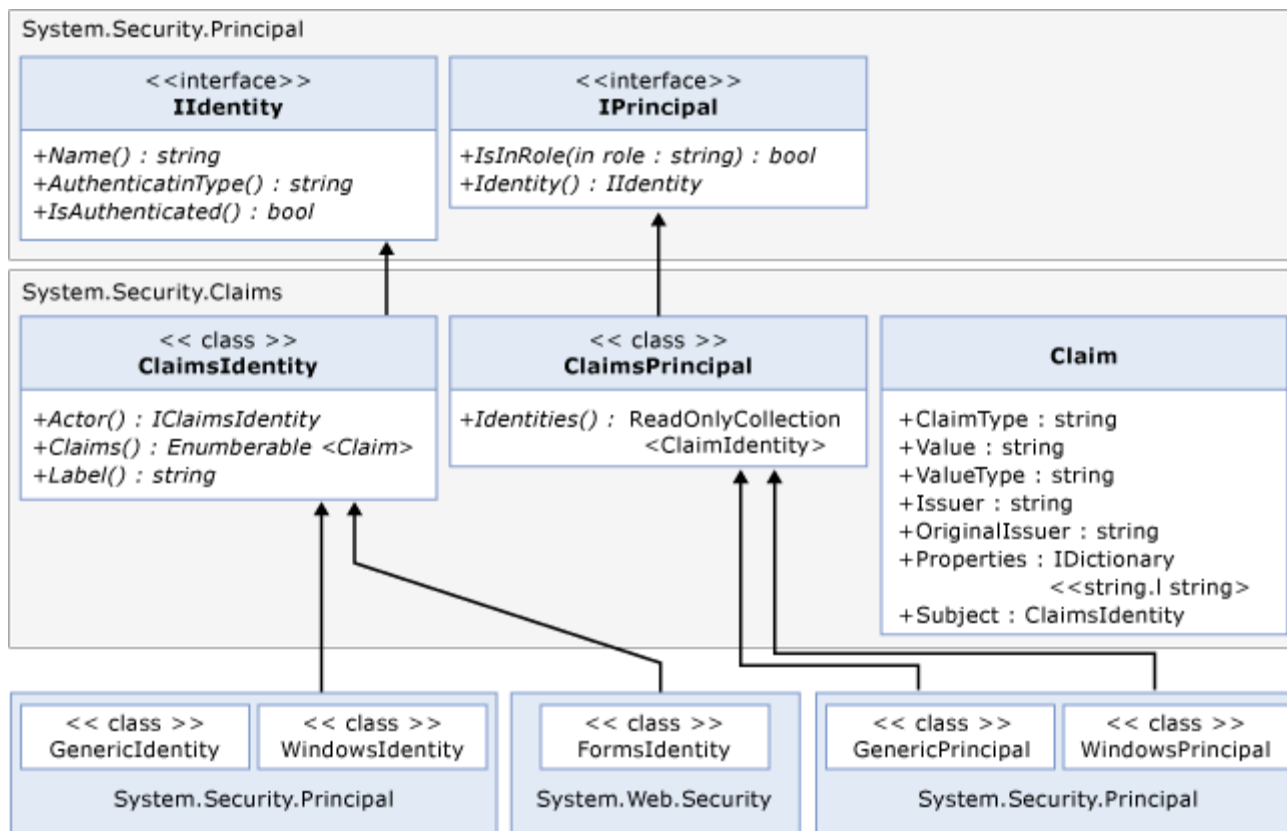 System.Security.Principal
<<interface>>
IIdentity
+Name() : string
+AuthenticatinType() : string
+IsAuthenticated() : bool
<<interface>>
IPrincipal
+IsInRole(in role : string) : bool
+Identity() : IIdentity
System.Security.Claims
<< class >>
ClaimsIdentity
+Actor() : IClaimsIdentity
+Claims() : Enumberable <Claim>
+Label() : string
<< class >>
ClaimsPrincipal
+Identities() : ReadOnlyCollection
<ClaimIdentity>
Claim
+ClaimType : string
+Value : string
+ValueType : string
+Issuer : string
+OriginalIssuer : string
+Properties : IDictionary
<<string.l string>
+Subject : ClaimsIdentity
<< class >>
GenericIdentity
<< class >>
WindowsIdentity
System.Security.Principal
<< class >>
FormsIdentity
System.Web.Security
<< class >>
GenericPrincipal
<< class >>
WindowsPrincipal
System.Security.Principal